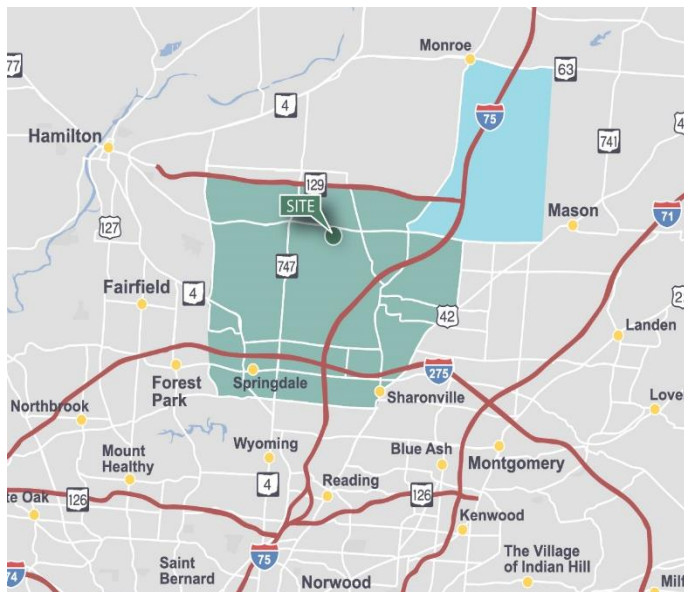 Monroe
77
63
4
75
741
Hamilton
129
SITE
Mason
71
127
747
Fairfield
4
42
Landen
275
Forest
Park
Springdale
Sharonville
Northbrook
Wyoming
Blue Ash
Montgomery
Mount
Healthy
4
Reading
126
126
te Oak
Kenwood
75
The Village
of Indian Hill
Saint
Bernard
74
Norwood